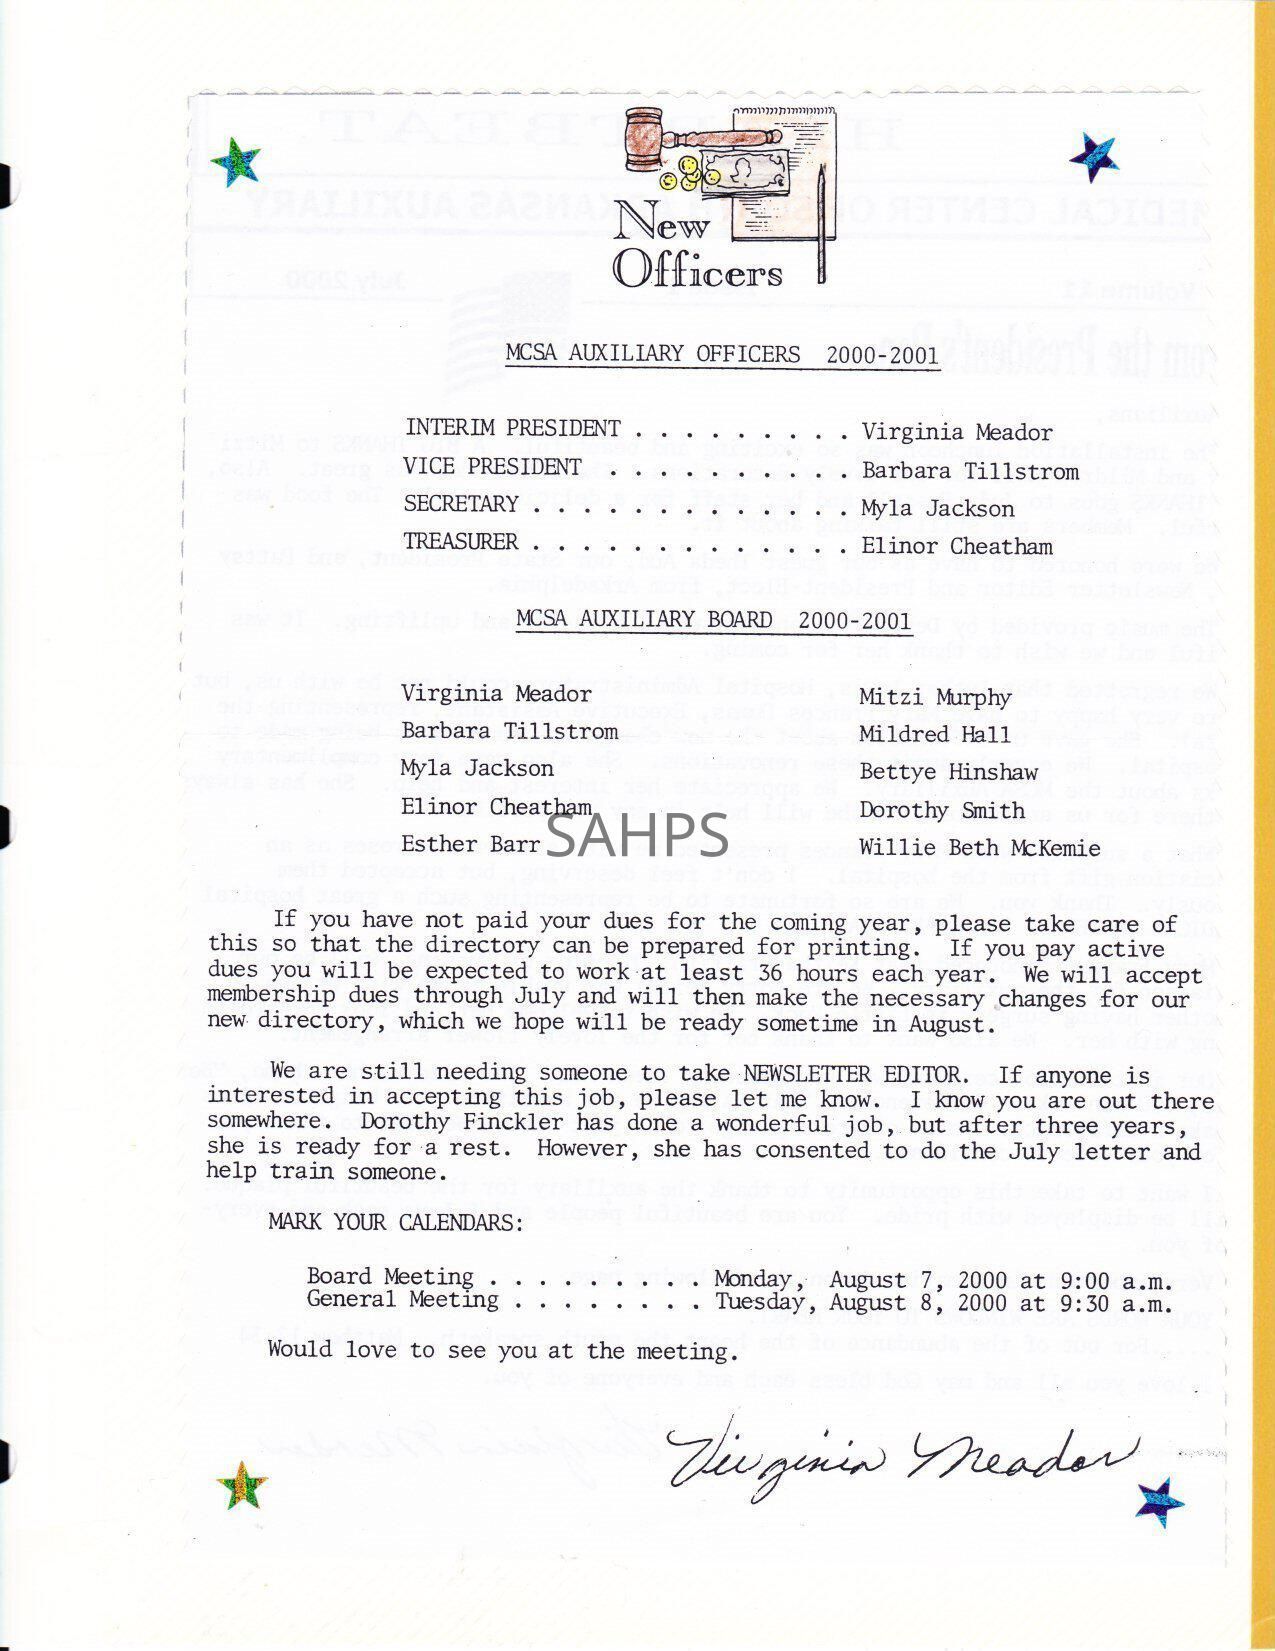 New
Officers
MCSA AUXILIARY OFFICERS 2000-2001
INTERIM PRESIDENT . . . . . . . . . Virginia Meador
VICE PRESIDENT . . . . . . . . . . Barbara Tillstrom
SECRETARY . . . . . . . . . . . . . Myla Jackson
TREASURER . . . . . . . . . . . . . Elinor Cheatham
MCSA AUXILIARY BOARD 2000-2001
Virginia Meador Mitzi Murphy
Barbara Tillstrom Mildred Hall
Myla Jackson Bettye Hinshaw
Elinor Cheatham Dorothy Smith
Esther Barr Willie Beth McKemie
SAHPS
If you have not paid your dues for the coming year, please take care of
this so that the directory can be prepared for printing. If you pay active
dues you will be expected to work at least 36 hours each year. We will accept
membership dues through July and will then make the necessary changes for our
new directory, which we hope will be ready sometime in August.
We are still needing someone to take NEWSLETTER EDITOR. If anyone is
interested in accepting this job, please let me know. I know you are out there
somewhere. Dorothy Finckler has done a wonderful job, but after three years,
she is ready for a rest. However, she has consented to do the July letter and
help train someone.
MARK YOUR CALENDARS:
Board Meeting . . . . . . . . . Monday, August 7, 2000 at 9:00 a.m.
General Meeting . . . . . . . . Tuesday, August 8, 2000 at 9:30 a.m.
Would love to see you at the meeting.
Virginia Meador